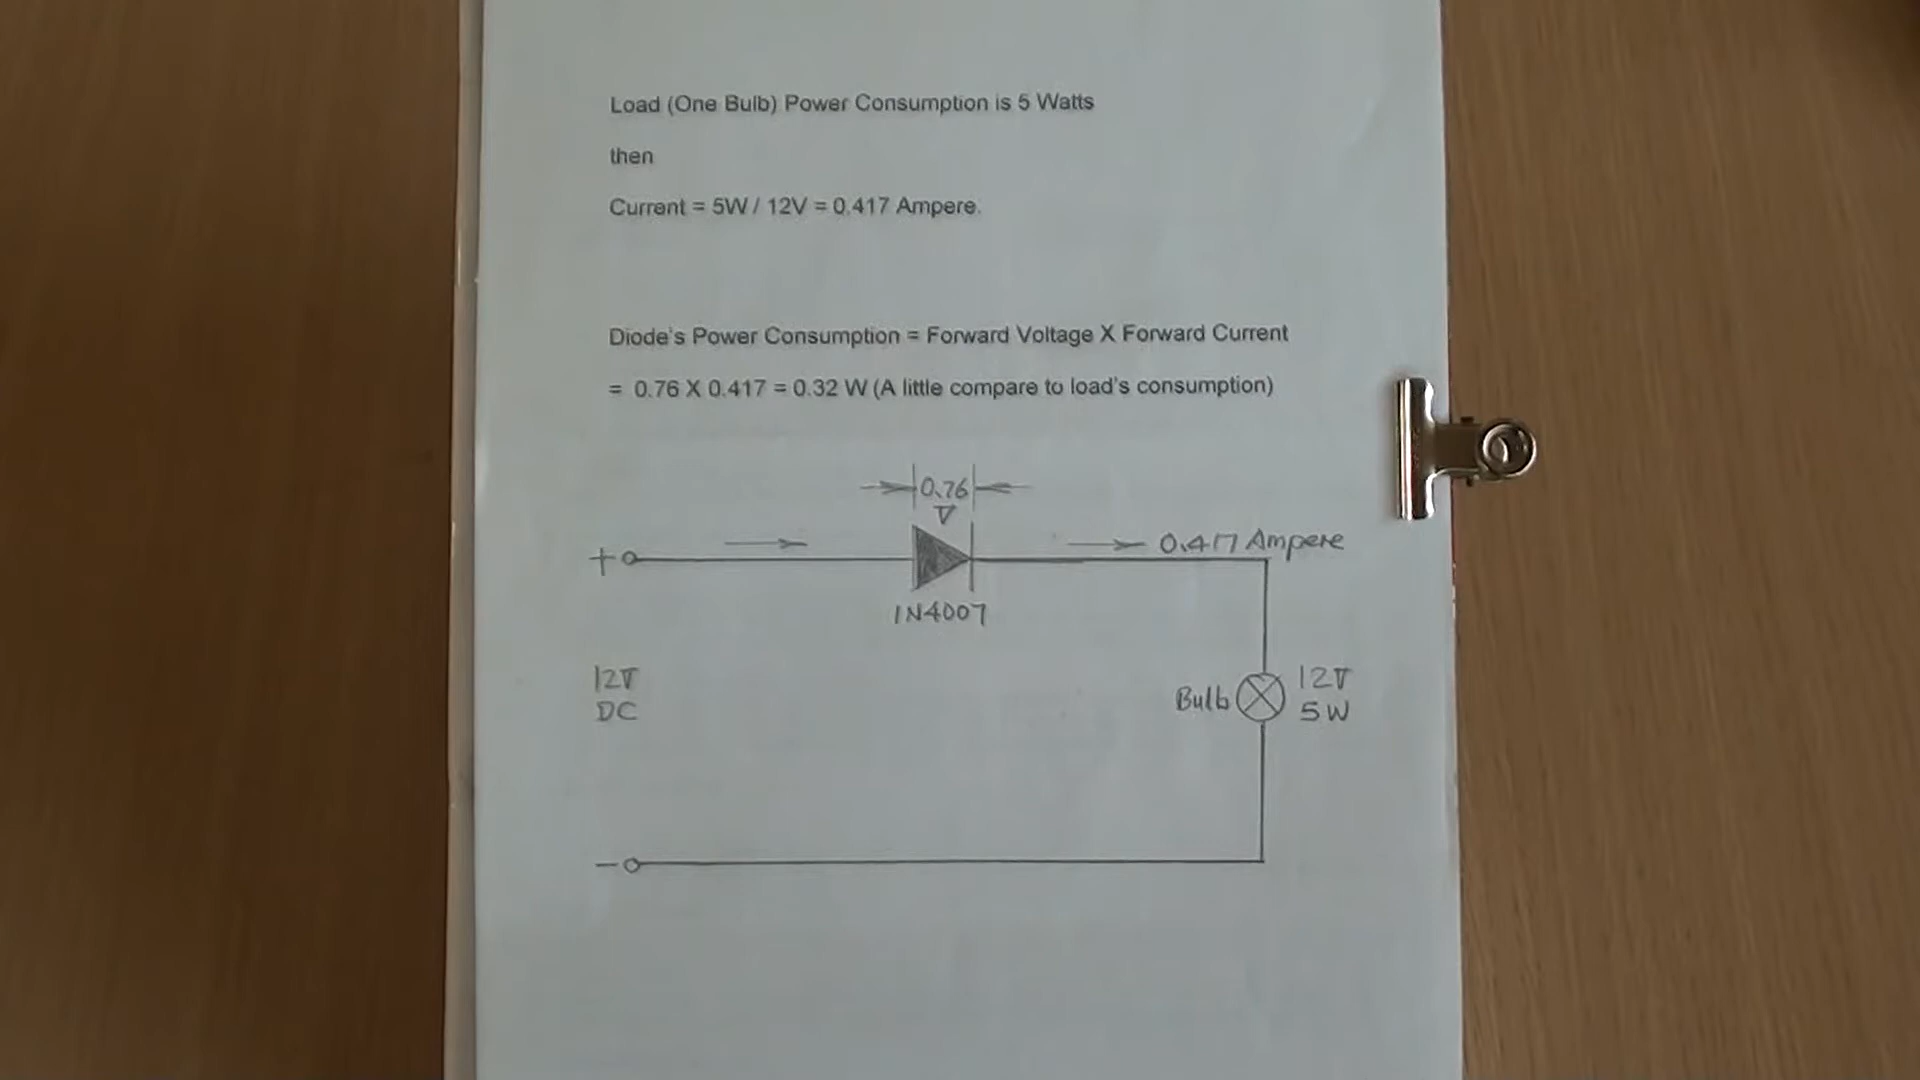 Load (One Bulb) Power Consumption is 5 Watts
then
Current = 5W / 12V = 0.417 Ampere.
Diode's Power Consumption = Forward Voltage X Forward Current
= 0.76 X 0.417 = 0.32 W (A little compare to load's consumption)
0.76
V
+
0.417 Ampere
1N4007
12V
DC
Bulb
12V
5W
-